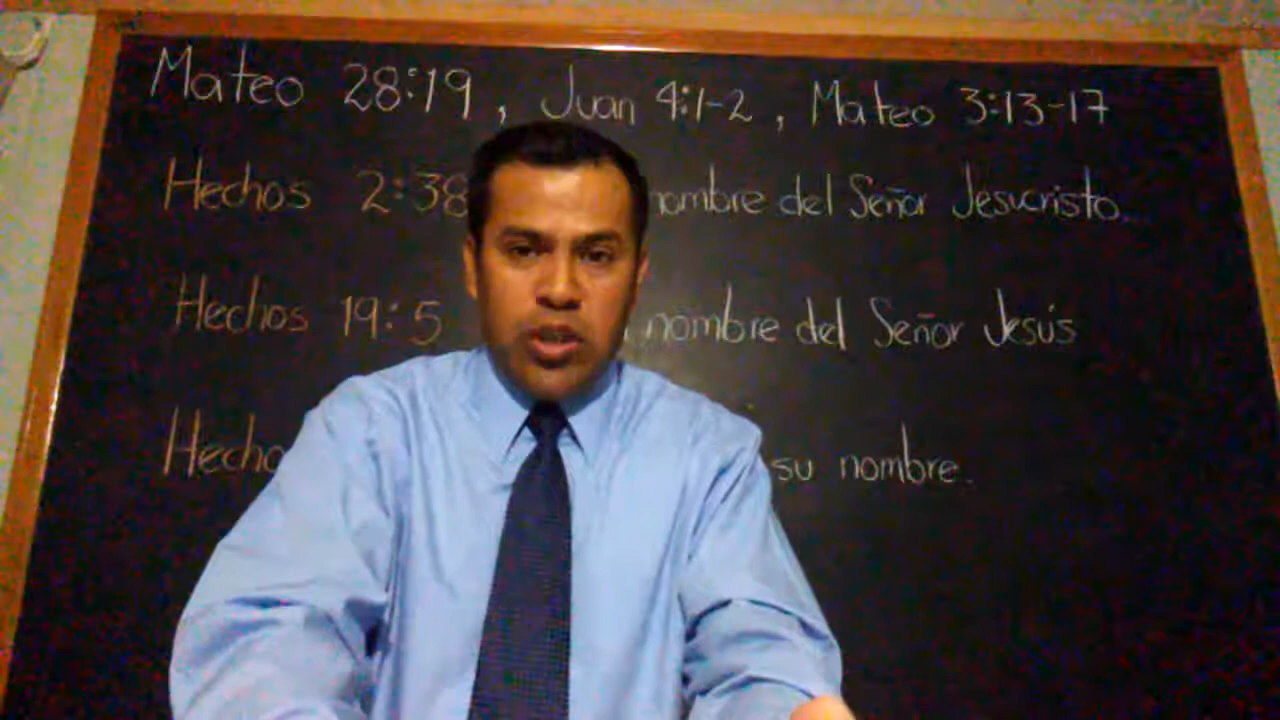 Mateo 28:19, Juan 4:1-2, Mateo 3:13-17
Hechos 2:38 nombre del Señor Jesucristo.
Hechos 19:5 nombre del Señor Jesús
su nombre.